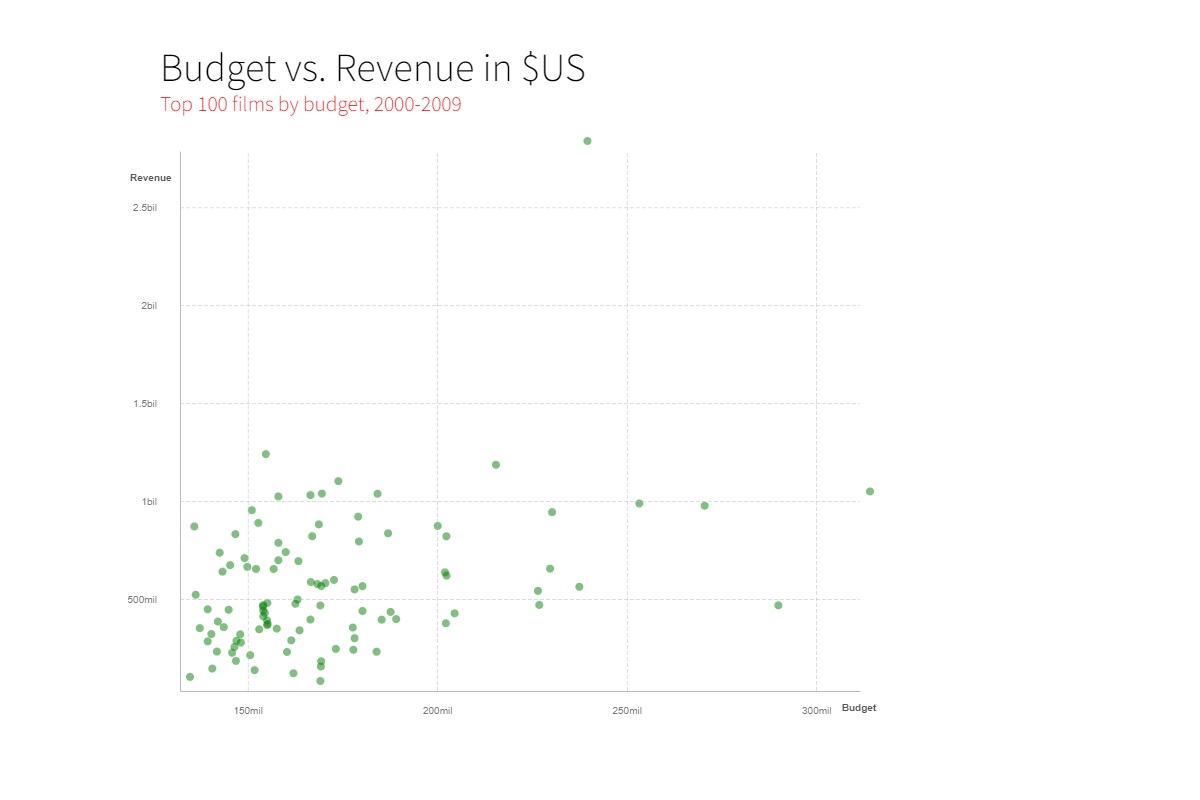 Budget vs. Revenue in $US
Top 100 films by budget, 2000-2009
Revenue
2.5bil
2bil
1.5bil
1bil
500mil
150mil 200mil 250mil 300mil Budget